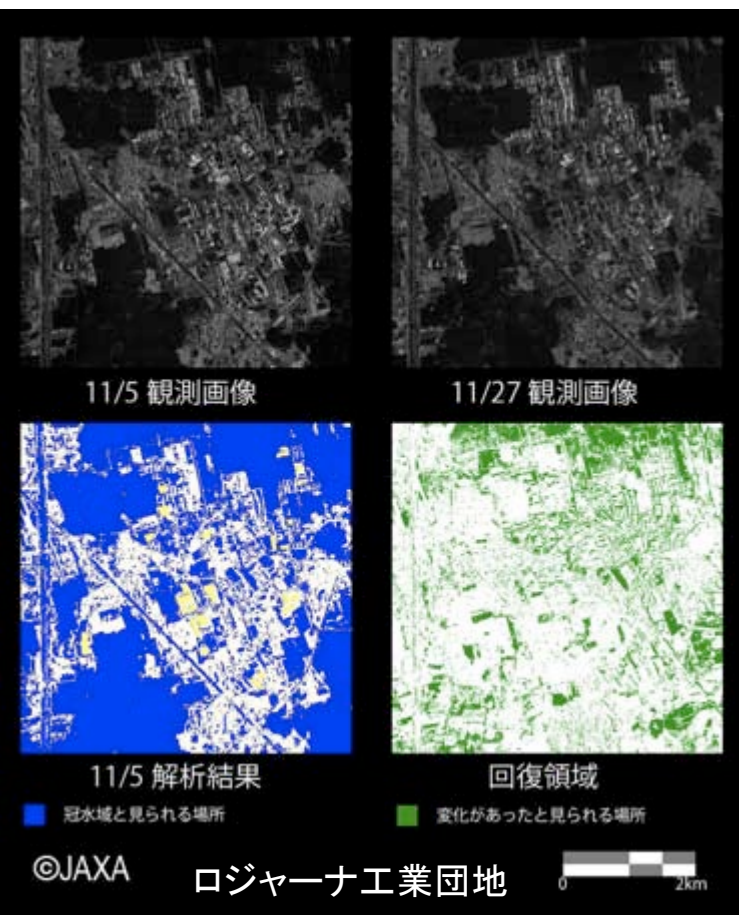 11/5 観測画像
11/27 観測画像
11/5 解析結果
冠水域と見られる場所
回復領域
変化があったと見られる場所
©JAXA
ロジャーナ工業団地
0 2km